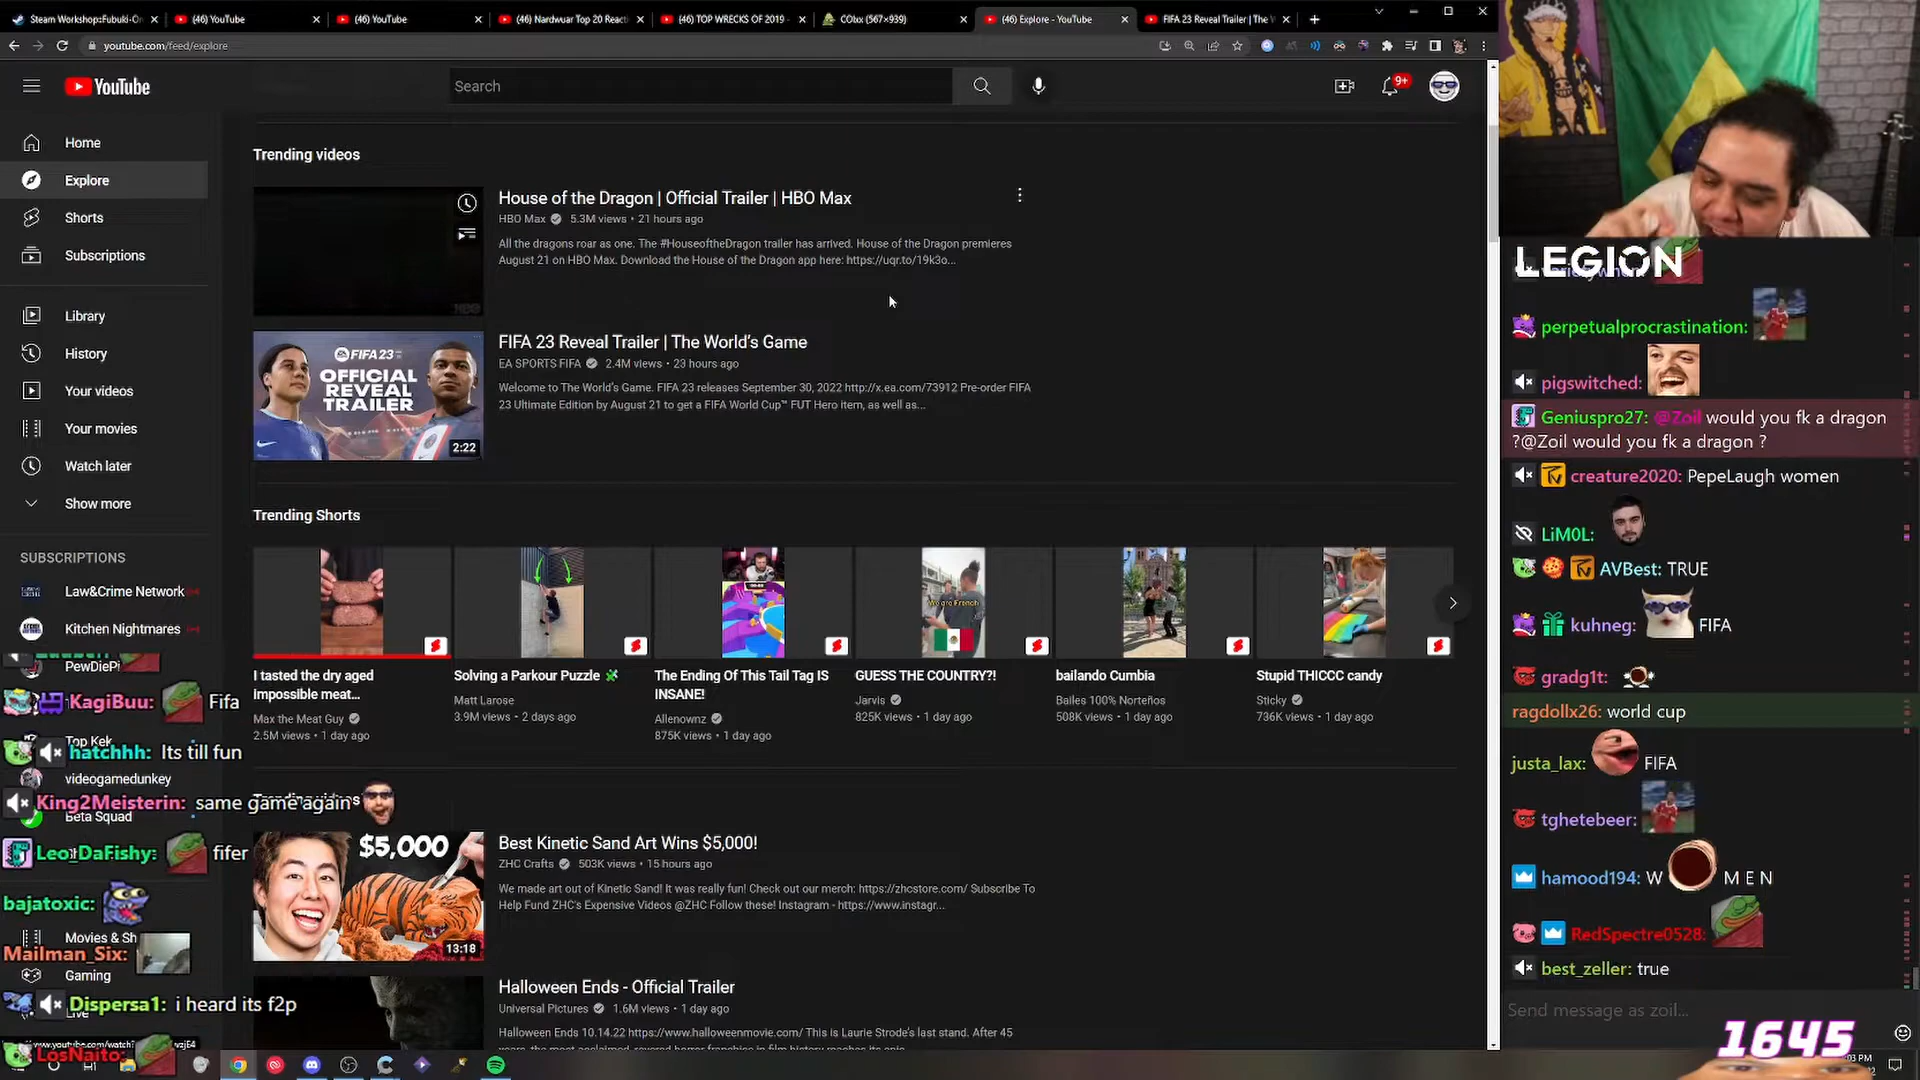 Steam Workshop:Fubuki-On
(46) YouTube
(46) YouTube
(46) Nardwuar Top 20 Reacti
(46) TOP WRECKS OF 2019 -
CObx (567×939)
(46) Explore - YouTube
FIFA 23 Reveal Trailer | The W
youtube.com/feed/explore
YouTube
Search
9+
Home
Explore
Shorts
Subscriptions
Library
History
Your videos
Your movies
Watch later
Show more
SUBSCRIPTIONS
Law&Crime Network
Kitchen Nightmares
PewDiePi
Top Kek
videogamedunkey
Beta Squad
Movies & Sh
Gaming
Live
Trending videos
House of the Dragon | Official Trailer | HBO Max
HBO Max 5.3M views • 21 hours ago
All the dragons roar as one. The #HouseoftheDragon trailer has arrived. House of the Dragon premieres
August 21 on HBO Max. Download the House of the Dragon app here: https://uqr.to/19k3o...
FIFA 23
OFFICIAL
REVEAL
TRAILER
2:22
FIFA 23 Reveal Trailer | The World's Game
EA SPORTS FIFA 2.4M views • 23 hours ago
Welcome to The World's Game. FIFA 23 releases September 30, 2022 http://x.ea.com/73912 Pre-order FIFA
23 Ultimate Edition by August 21 to get a FIFA World Cup™ FUT Hero item, as well as...
Trending Shorts
We are French
I tasted the dry aged
Impossible meat...
Max the Meat Guy
2.5M views • 1 day ago
Solving a Parkour Puzzle
Matt Larose
3.9M views • 2 days ago
The Ending Of This Tail Tag IS
INSANE!
Allenownz
875K views • 1 day ago
GUESS THE COUNTRY?!
Jarvis
825K views • 1 day ago
bailando Cumbia
Bailes 100% Norteños
508K views • 1 day ago
Stupid THICCC candy
Sticky
736K views • 1 day ago
Trending videos
$5,000
13:18
Best Kinetic Sand Art Wins $5,000!
ZHC Crafts 503K views • 15 hours ago
We made art out of Kinetic Sand! It was really fun! Check out our merch: https://zhcstore.com/ Subscribe To
Help Fund ZHC's Expensive Videos @ZHC Follow these! Instagram - https://www.instagr...
Halloween Ends - Official Trailer
Universal Pictures 1.6M views • 1 day ago
Halloween Ends 10.14.22 https://www.halloweenmovie.com/ This is Laurie Strode's last stand. After 45
KagiBuu: Fifa
hatchhh: Its till fun
King2Meisterin: same game again
Leo_DaFishy: fifer
bajatoxic:
Mailman_Six:
Dispersa1: i heard its f2p
LosNaito:
LEGION
perpetualprocrastination:
pigswitched:
Geniuspro27: @Zoil would you fk a dragon
?@Zoil would you fk a dragon ?
creature2020: PepeLaugh women
LiM0L:
AVBest: TRUE
kuhneg: FIFA
gradg1t:
ragdollx26: world cup
justa_lax: FIFA
tghetebeer:
hamood194: W M E N
RedSpectre0528:
best_zeller: true
Send message as zoil...
1645